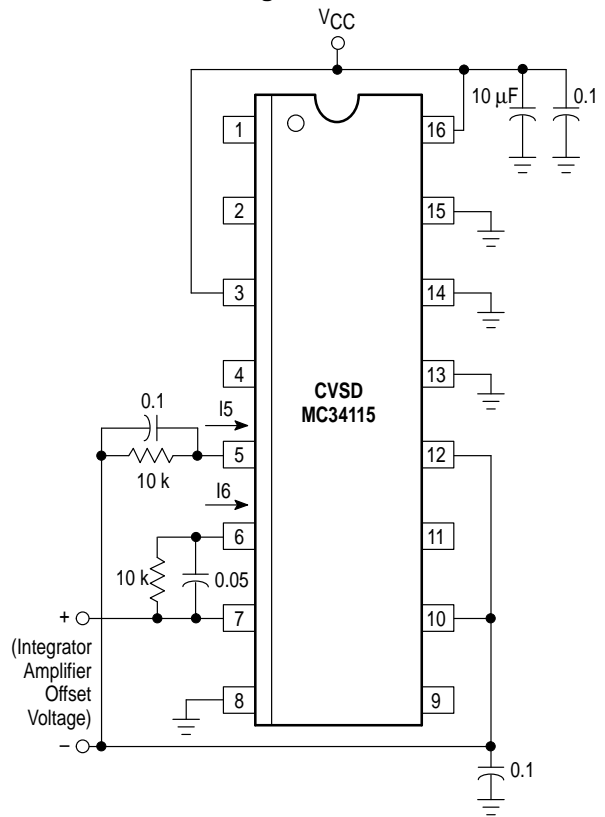 VCC
10 μF
0.1
1
16
2
15
3
14
4
13
CVSD
MC34115
0.1
I5
5
12
10 k
I6
6
11
10 k
0.05
+
7
10
(Integrator
Amplifier
Offset
Voltage)
8
9
–
0.1